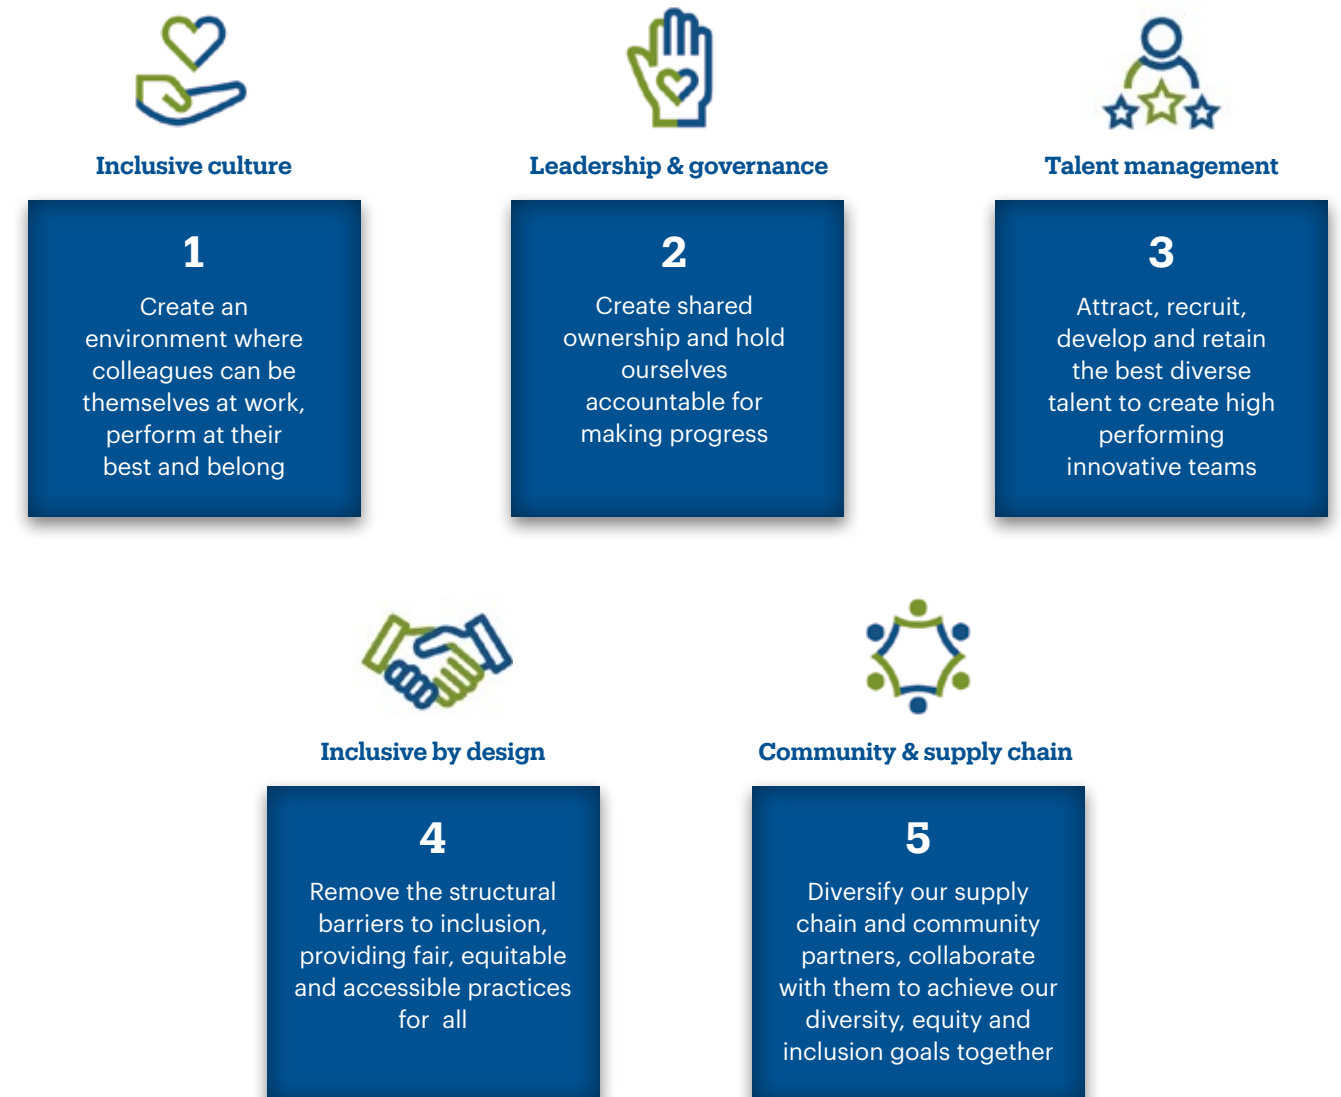 Inclusive culture
1
Create an
environment where
colleagues can be
themselves at work,
perform at their
best and belong
Leadership & governance
2
Create shared
ownership and hold
ourselves
accountable for
making progress
Talent management
3
Attract, recruit,
develop and retain
the best diverse
talent to create high
performing
innovative teams
Inclusive by design
4
Remove the structural
barriers to inclusion,
providing fair, equitable
and accessible practices
for all
Community & supply chain
5
Diversify our supply
chain and community
partners, collaborate
with them to achieve our
diversity, equity and
inclusion goals together